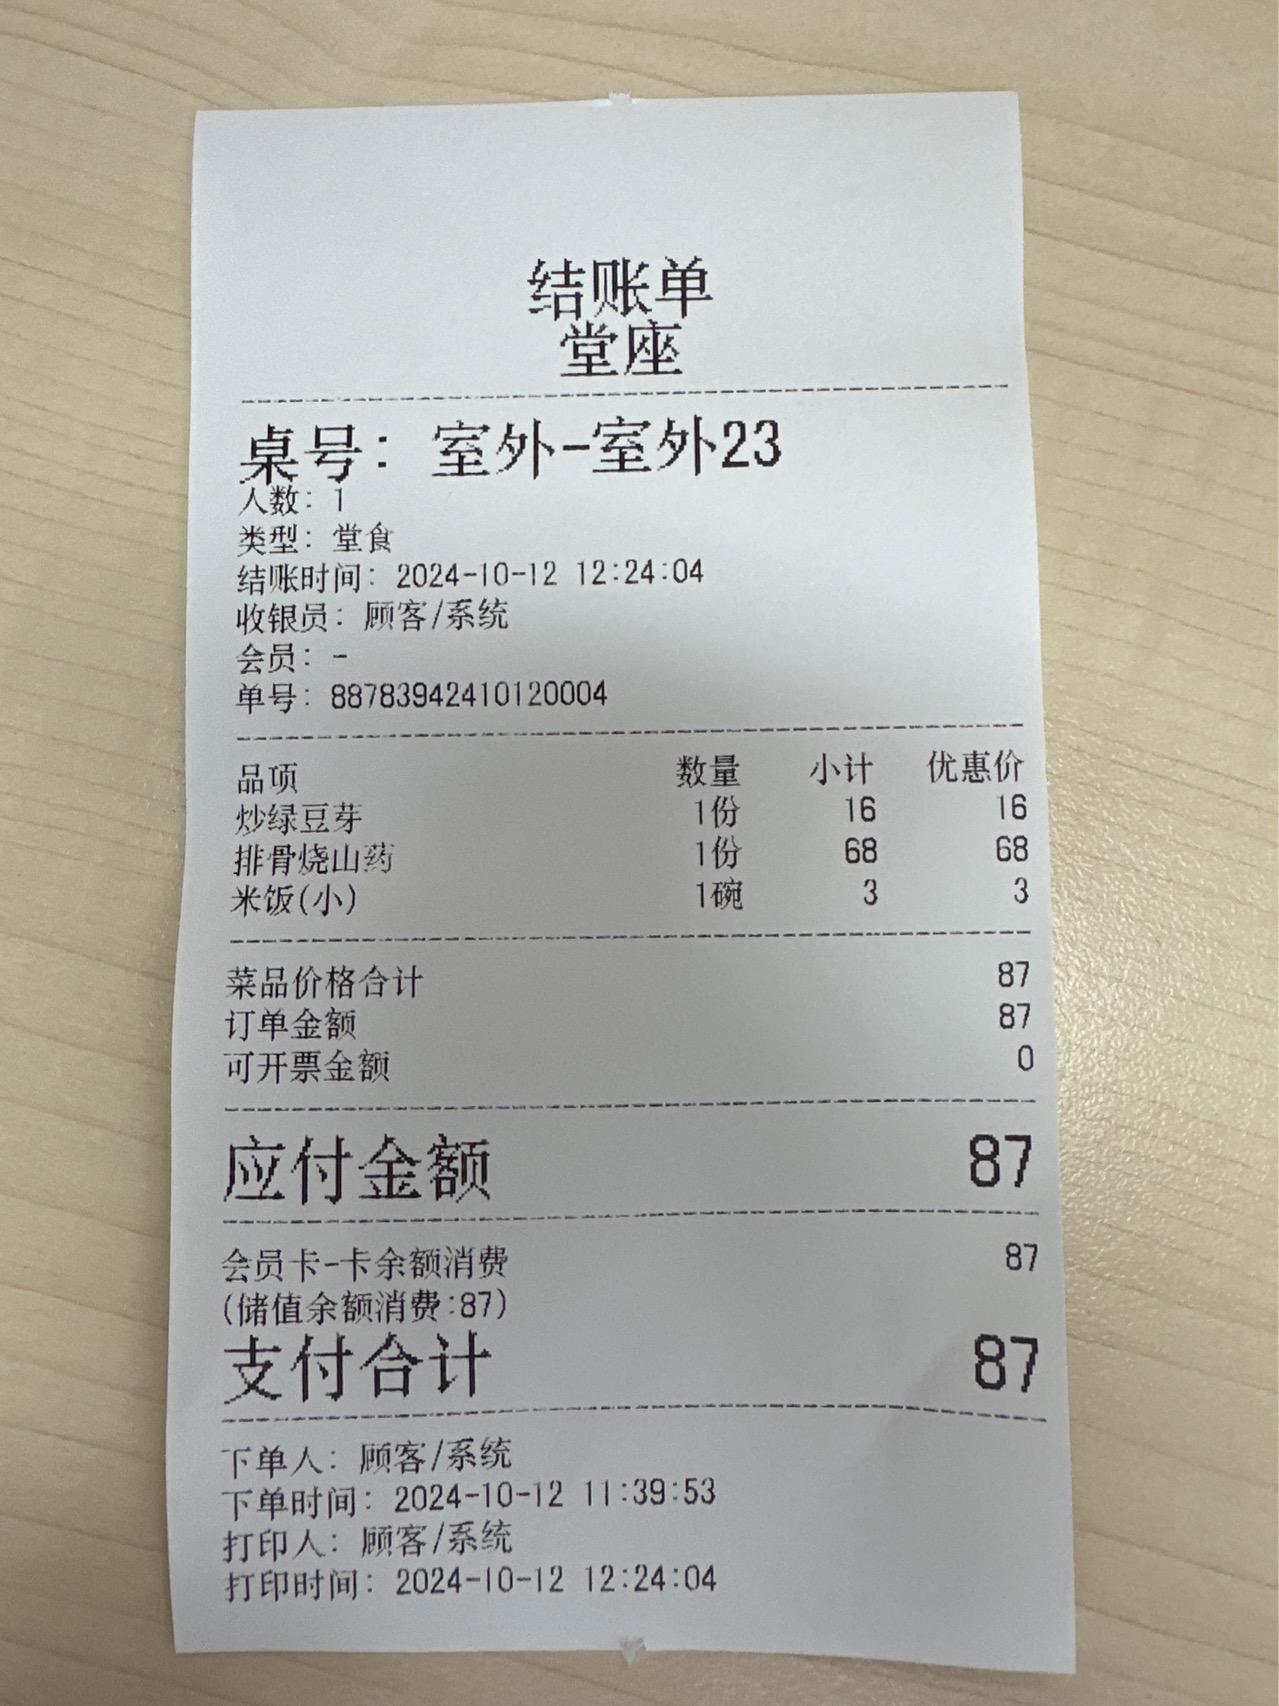 结账单
堂座
桌号: 室外-室外23
人数: 1
类型: 堂食
结账时间: 2024-10-12 12:24:04
收银员: 顾客/系统
会员: -
单号: 88783942410120004
品项 数量 小计 优惠价
炒绿豆芽 1份 16 16
排骨烧山药 1份 68 68
米饭(小) 1碗 3 3
菜品价格合计 87
订单金额 87
可开票金额 0
应付金额 87
会员卡-卡余额消费 87
(储值余额消费:87)
支付合计 87
下单人: 顾客/系统
下单时间: 2024-10-12 11:39:53
打印人: 顾客/系统
打印时间: 2024-10-12 12:24:04